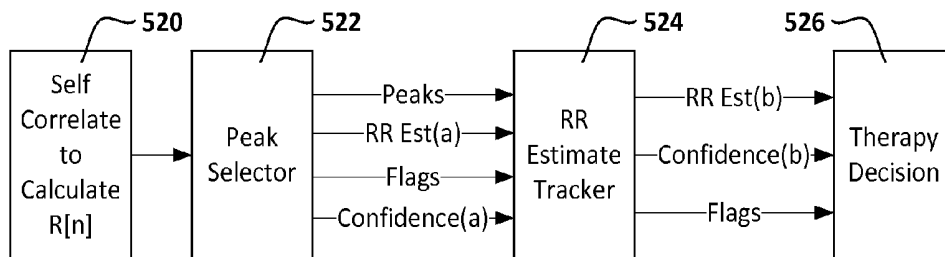 520
522
524
526
Self
Correlate
to
Calculate
R[n]
Peak
Selector
Peaks
RR Est(a)
Flags
Confidence(a)
RR
Estimate
Tracker
RR Est(b)
Confidence(b)
Flags
Therapy
Decision